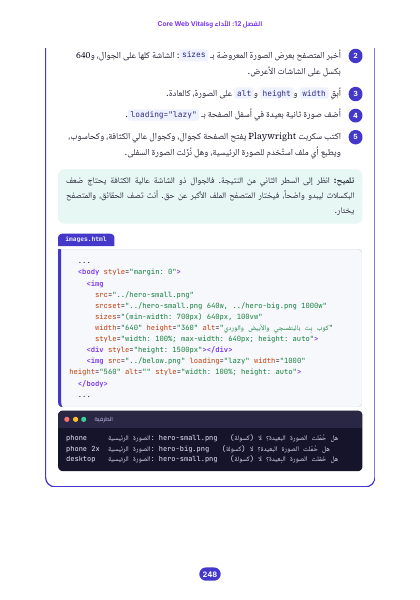 الفصل 12: الأداء وCore Web Vitals
2 أخبر المتصفح بعرض الصورة المعروضة بـ sizes : الشاشة كلها على الجوال، و640
بكسل على الشاشات الأعرض.
3 أبقِ width و height و alt على الصورة، كالعادة.
4 أضف صورة ثانية بعيدة في أسفل الصفحة بـ loading="lazy" .
5 اكتب سكربت Playwright يفتح الصفحة كجوال، وكجوال عالي الكثافة، وكحاسوب،
ويطبع أي ملف استُخدم للصورة الرئيسية، وهل نُزّلت الصورة السفلى.
تلميح: انظر إلى السطر الثاني من النتيجة. فالجوال ذو الشاشة عالية الكثافة يحتاج ضعف
البكسلات ليبدو واضحاً، فيختار المتصفح الملف الأكبر عن حق. أنت تصف الحقائق، والمتصفح
يختار.
images.html
...
<body style="margin: 0">
<img
src="../hero-small.png"
srcset="../hero-small.png 640w, ../hero-big.png 1000w"
sizes="(min-width: 700px) 640px, 100vw"
width="640" height="360" alt="كوب بِت بالبنفسجي والأبيض والوردي"
style="width: 100%; max-width: 640px; height: auto">
<div style="height: 1500px"></div>
<img src="../below.png" loading="lazy" width="1000"
height="560" alt="" style="width: 100%; height: auto">
</body>
...
الطرفية
phone الصورة الرئيسية: hero-small.png هل حُمّلت الصورة البعيدة؟ لا (كسولة)
phone 2x الصورة الرئيسية: hero-big.png هل حُمّلت الصورة البعيدة؟ لا (كسولة)
desktop الصورة الرئيسية: hero-small.png هل حُمّلت الصورة البعيدة؟ لا (كسولة)
248